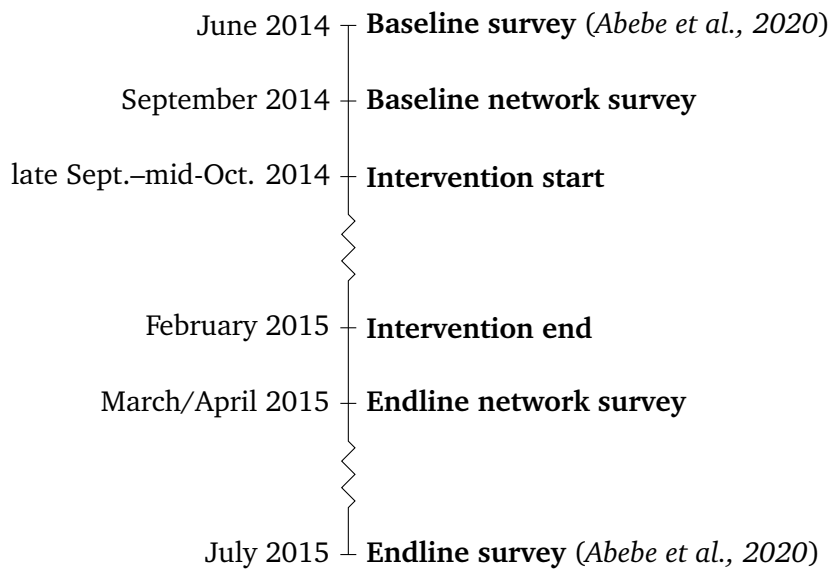 June 2014 Baseline survey (Abebe et al., 2020)
September 2014 Baseline network survey
late Sept.–mid-Oct. 2014 Intervention start
February 2015 Intervention end
March/April 2015 Endline network survey
July 2015 Endline survey (Abebe et al., 2020)